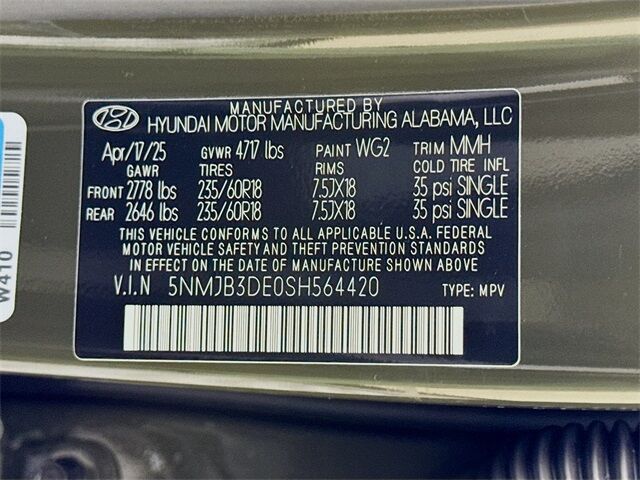 MANUFACTURED BY
HYUNDAI MOTOR MANUFACTURING ALABAMA, LLC
Apr/17/25 GVWR 4717 lbs PAINT WG2 TRIM MMH
GAWR TIRES RIMS COLD TIRE INFL
FRONT 2778 lbs 235/60R18 7.5JX18 35 psi SINGLE
REAR 2646 lbs 235/60R18 7.5JX18 35 psi SINGLE
THIS VEHICLE CONFORMS TO ALL APPLICABLE U.S.A. FEDERAL
MOTOR VEHICLE SAFETY AND THEFT PREVENTION STANDARDS
IN EFFECT ON THE DATE OF MANUFACTURE SHOWN ABOVE
V.I.N 5NMJB3DE0SH564420 TYPE: MPV
W410